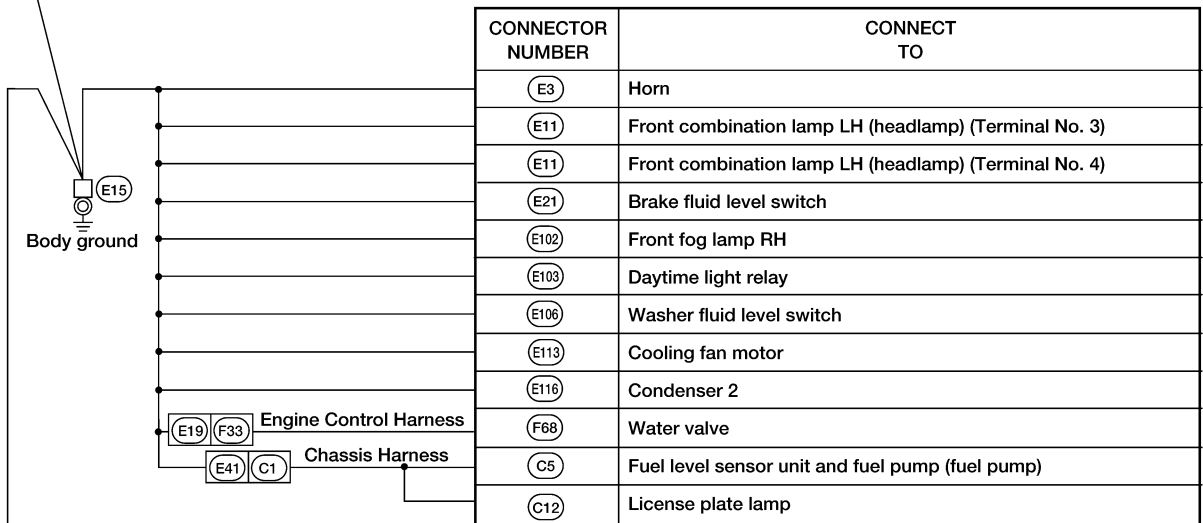 CONNECTOR NUMBER CONNECT TO
E3 Horn
E11 Front combination lamp LH (headlamp) (Terminal No. 3)
E11 Front combination lamp LH (headlamp) (Terminal No. 4)
E15
E21 Brake fluid level switch
Body ground
E102 Front fog lamp RH
E103 Daytime light relay
E106 Washer fluid level switch
E113 Cooling fan motor
E116 Condenser 2
E19 F33 Engine Control Harness F68 Water valve
E41 C1 Chassis Harness C5 Fuel level sensor unit and fuel pump (fuel pump)
C12 License plate lamp